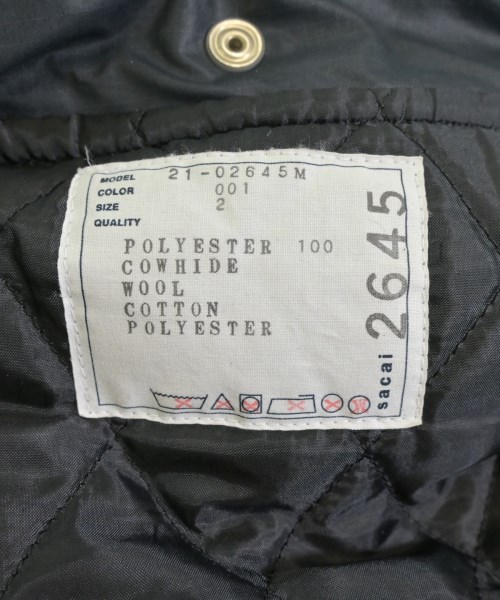 MODEL 21-02645M
COLOR 001
SIZE 2
QUALITY
POLYESTER 100
COWHIDE
WOOL
COTTON
POLYESTER
sacai 2645